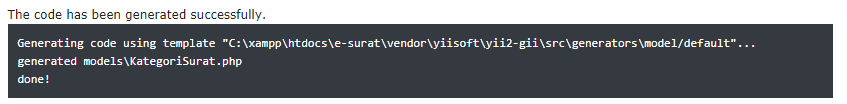 The code has been generated successfully.
Generating code using template "C:\xampp\htdocs\e-surat\vendor\yiisoft\yii2-gii\src\generators\model/default"...
generated models\KategoriSurat.php
done!